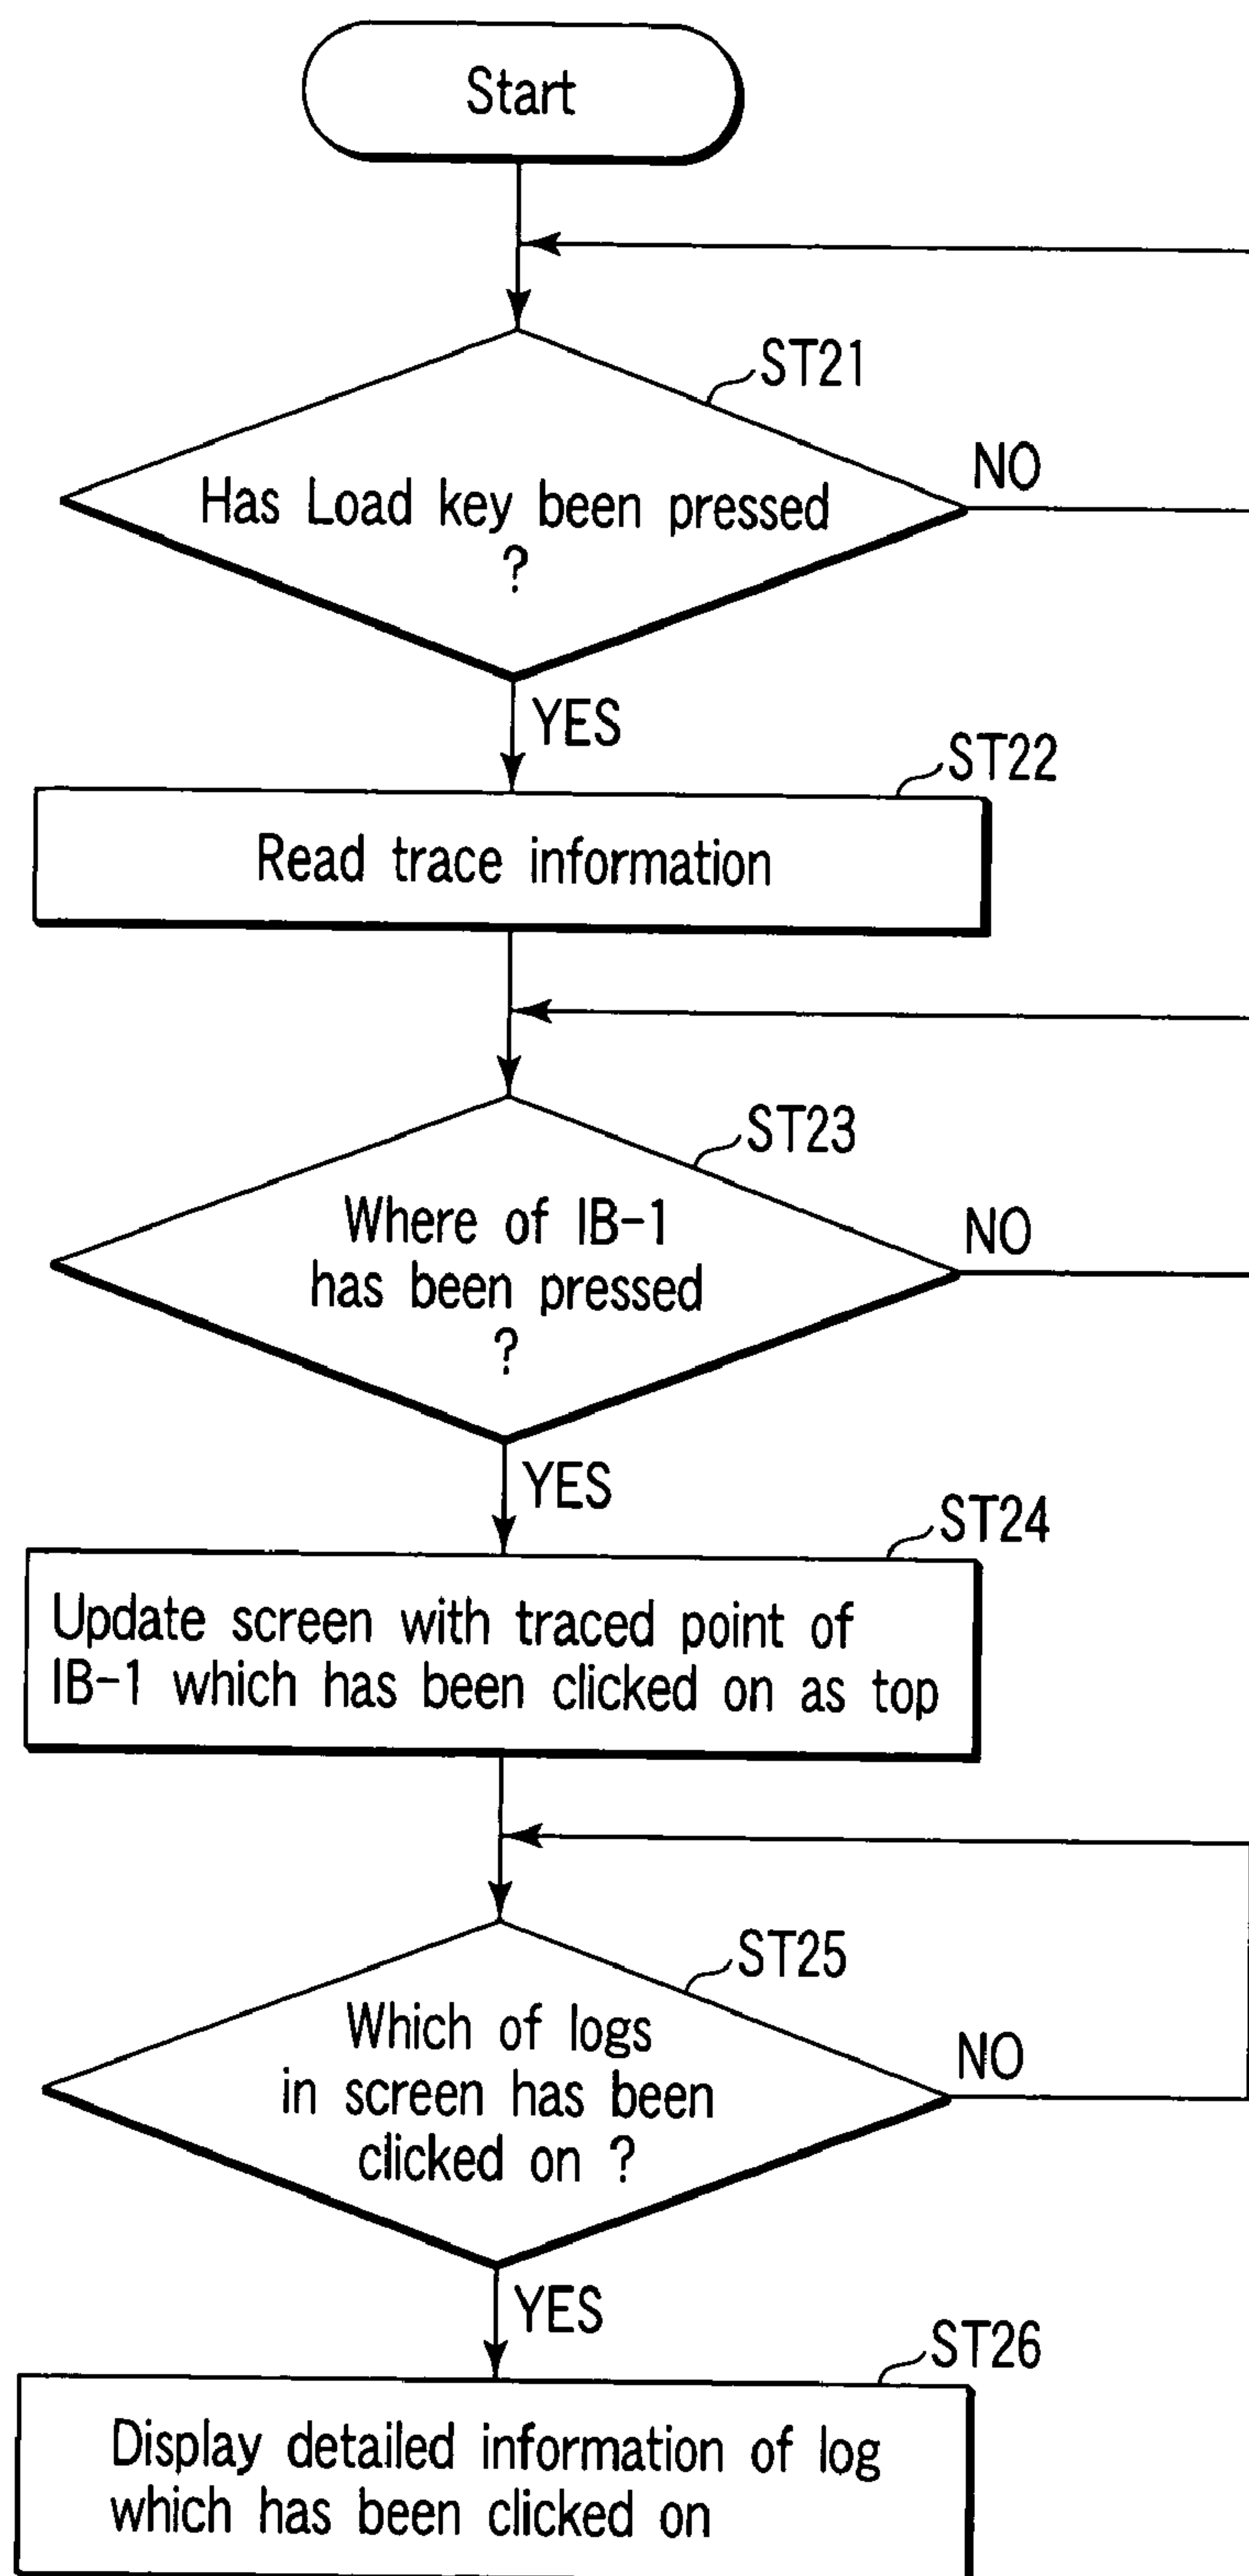 Start
ST21
Has Load key been pressed
?
NO
YES
ST22
Read trace information
ST23
Where of IB-1
has been pressed
?
NO
YES
ST24
Update screen with traced point of
IB-1 which has been clicked on as top
ST25
Which of logs
in screen has been
clicked on ?
NO
YES
ST26
Display detailed information of log
which has been clicked on